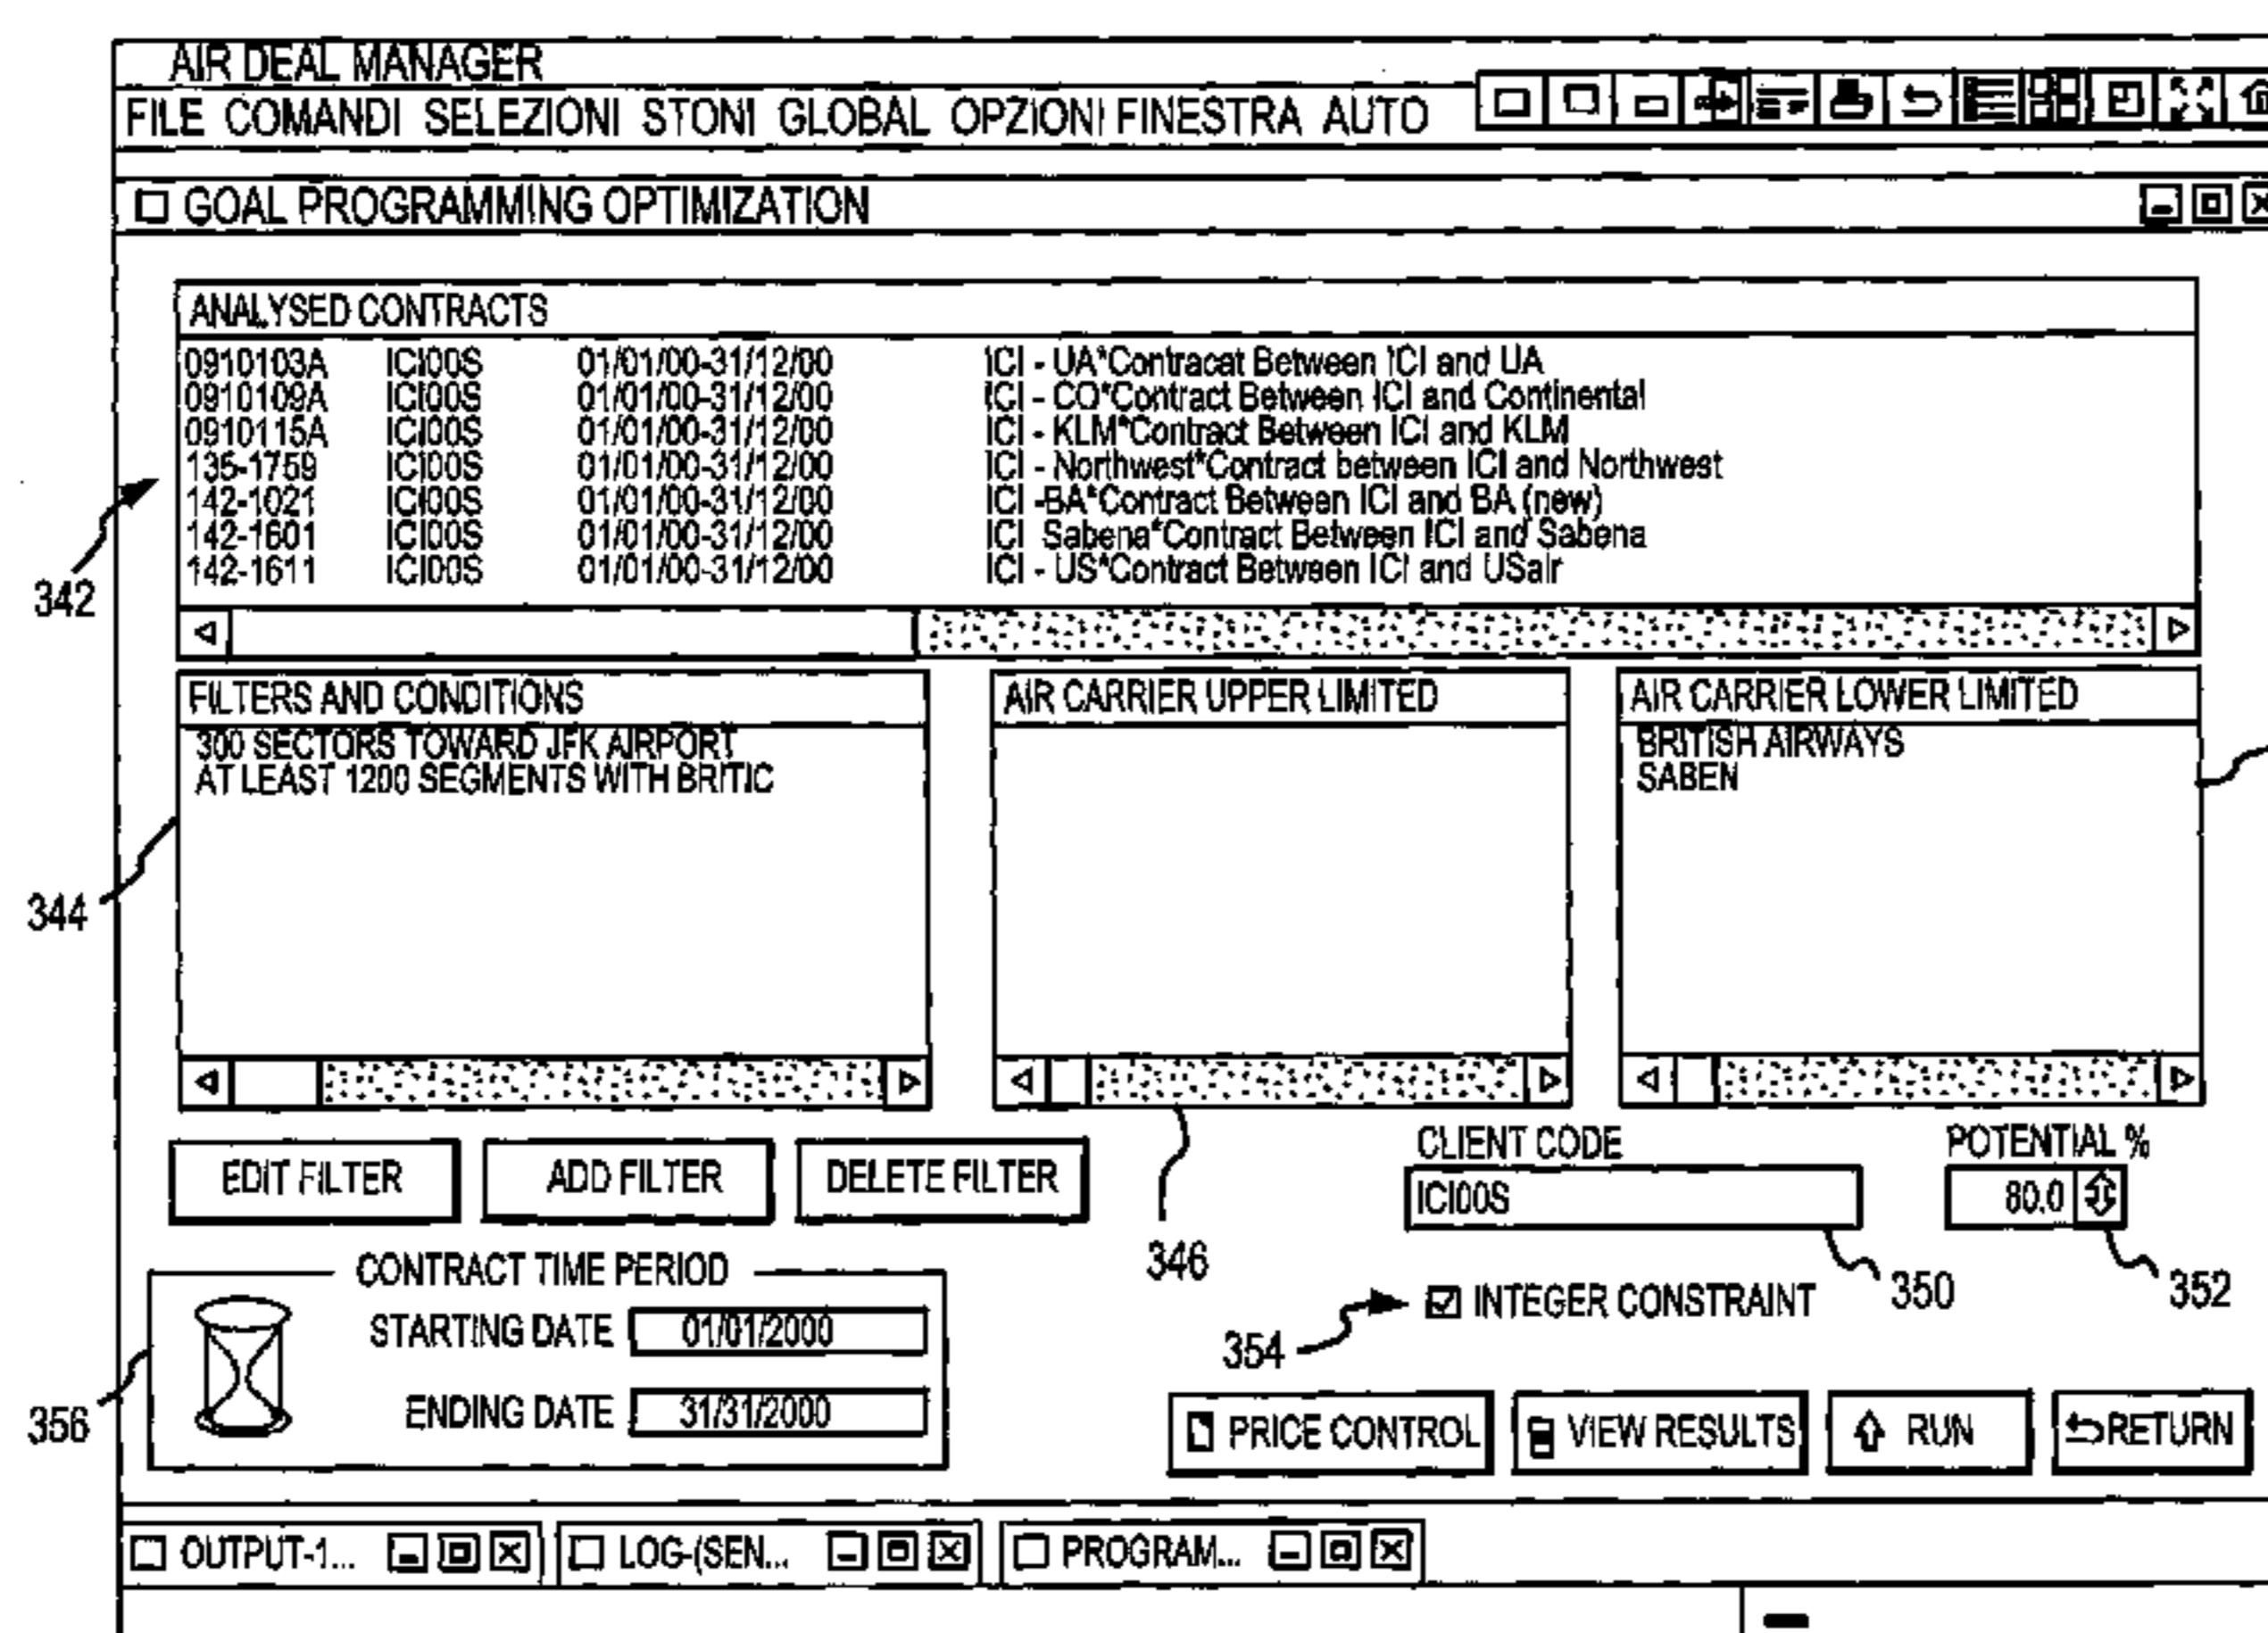 AIR DEAL MANAGER
FILE COMANDI SELEZIONI STONI GLOBAL OPZIONI FINESTRA AUTO
GOAL PROGRAMMING OPTIMIZATION
ANALYSED CONTRACTS
0910103A ICI00S 01/01/00-31/12/00 ICI - UA*Contracat Between ICI and UA
0910109A ICI00S 01/01/00-31/12/00 ICI - CO*Contract Between ICI and Continental
0910115A ICI00S 01/01/00-31/12/00 ICI - KLM*Contract Between ICI and KLM
135-1759 ICI00S 01/01/00-31/12/00 ICI - Northwest*Contract between ICI and Northwest
142-1021 ICI00S 01/01/00-31/12/00 ICI -BA*Contract Between ICI and BA (new)
142-1601 ICI00S 01/01/00-31/12/00 ICI Sabena*Contract Between ICI and Sabena
142-1611 ICI00S 01/01/00-31/12/00 ICI - US*Contract Between ICI and USair
342
FILTERS AND CONDITIONS
300 SECTORS TOWARD JFK AIRPORT
AT LEAST 1200 SEGMENTS WITH BRITIC
344
AIR CARRIER UPPER LIMITED
346
AIR CARRIER LOWER LIMITED
BRITISH AIRWAYS
SABEN
EDIT FILTER ADD FILTER DELETE FILTER
CLIENT CODE
ICI00S
350
POTENTIAL %
80.0
352
CONTRACT TIME PERIOD
STARTING DATE 01/01/2000
ENDING DATE 31/31/2000
356
354
INTEGER CONSTRAINT
PRICE CONTROL VIEW RESULTS RUN RETURN
OUTPUT-1... LOG-(SEN... PROGRAM...